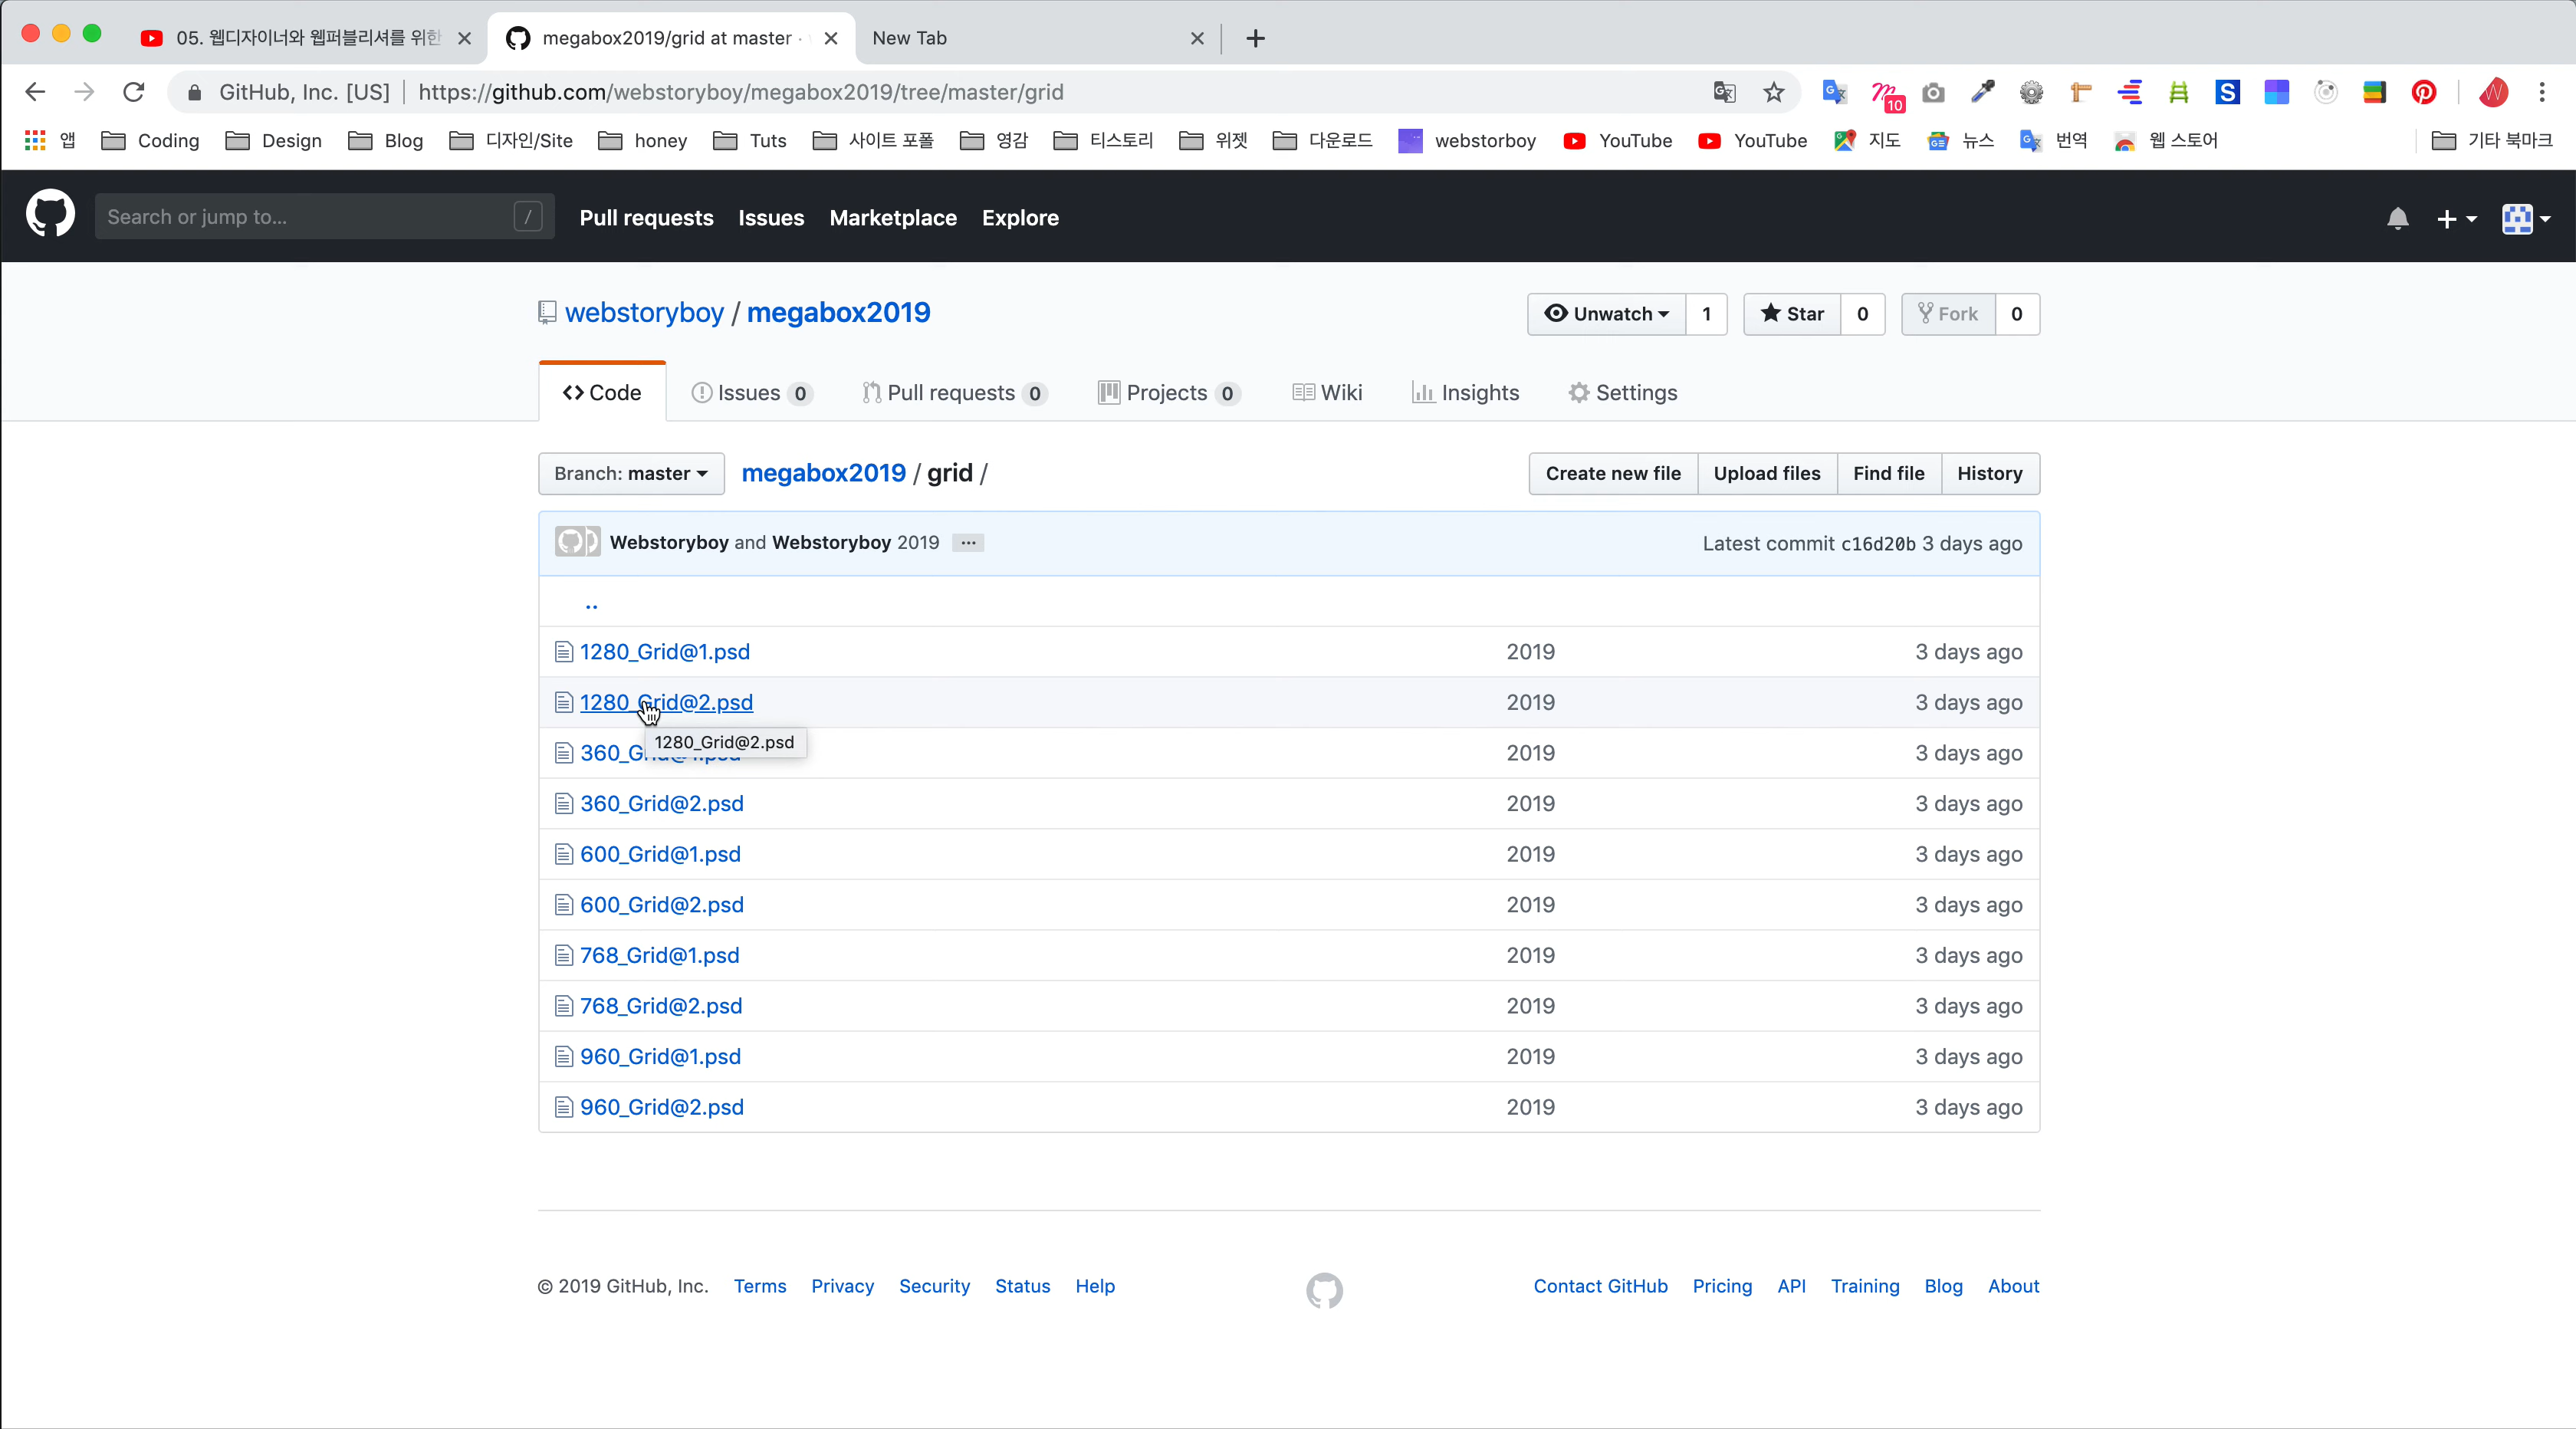 05. 웹디자이너와 웹퍼블리셔를 위한
megabox2019/grid at master ·
New Tab
GitHub, Inc. [US] https://github.com/webstoryboy/megabox2019/tree/master/grid
10
앱 Coding Design Blog 디자인/Site honey Tuts 사이트 포폴 영감 티스토리 위젯 다운로드 webstorboy YouTube YouTube 지도 뉴스 번역 웹 스토어 기타 북마크
Search or jump to... / Pull requests Issues Marketplace Explore
webstoryboy / megabox2019 Unwatch 1 Star 0 Fork 0
Code Issues 0 Pull requests 0 Projects 0 Wiki Insights Settings
Branch: master megabox2019 / grid / Create new file Upload files Find file History
Webstoryboy and Webstoryboy 2019 ... Latest commit c16d20b 3 days ago
..
1280_Grid@1.psd 2019 3 days ago
1280_Grid@2.psd 2019 3 days ago
1280_Grid@2.psd
360_Grid@1.psd 2019 3 days ago
360_Grid@2.psd 2019 3 days ago
600_Grid@1.psd 2019 3 days ago
600_Grid@2.psd 2019 3 days ago
768_Grid@1.psd 2019 3 days ago
768_Grid@2.psd 2019 3 days ago
960_Grid@1.psd 2019 3 days ago
960_Grid@2.psd 2019 3 days ago
© 2019 GitHub, Inc. Terms Privacy Security Status Help Contact GitHub Pricing API Training Blog About